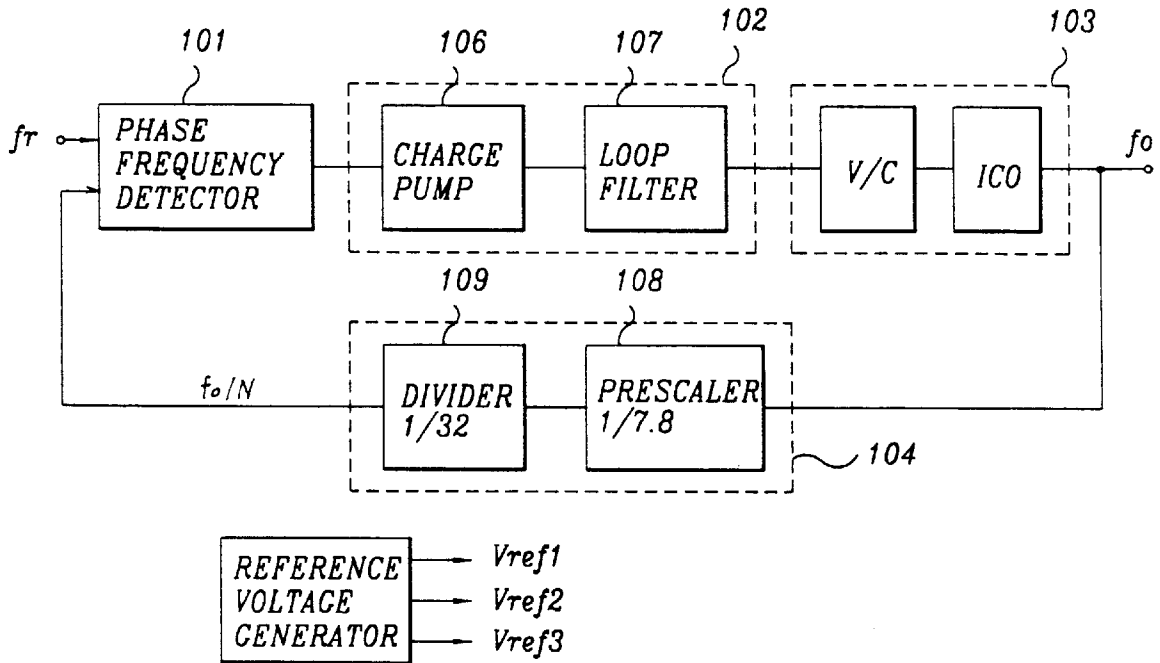 101
106
107
102
103
fr
PHASE
FREQUENCY
DETECTOR
CHARGE
PUMP
LOOP
FILTER
V/C
ICO
fo
109
108
fo/N
DIVIDER
1/32
PRESCALER
1/7.8
104
REFERENCE
VOLTAGE
GENERATOR
Vref1
Vref2
Vref3